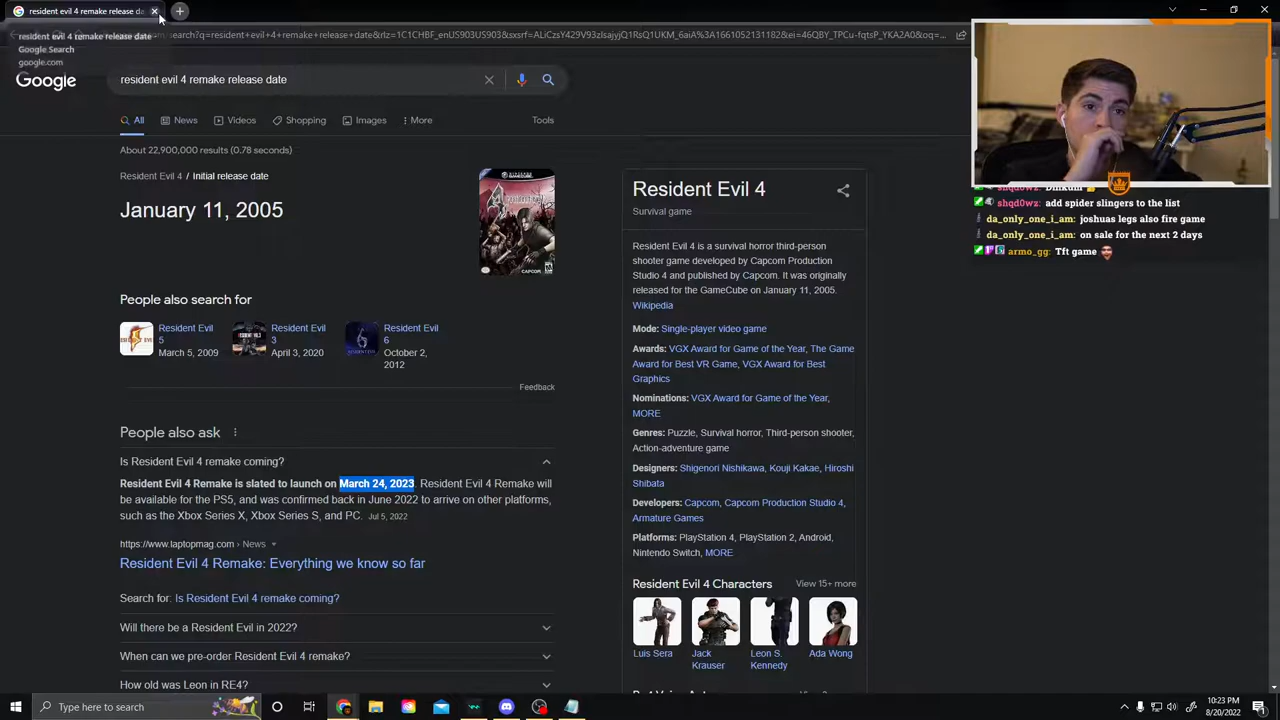 resident evil 4 remake release da
resident evil 4 remake release date
Google Search
google.com
Google
resident evil 4 remake release date
All
News
Videos
Shopping
Images
More
Tools
About 22,900,000 results (0.78 seconds)
Resident Evil 4 / Initial release date
January 11, 2005
People also search for
Resident Evil
5
March 5, 2009
Resident Evil
3
April 3, 2020
Resident Evil
6
October 2,
2012
Feedback
People also ask
Is Resident Evil 4 remake coming?
Resident Evil 4 Remake is slated to launch on March 24, 2023. Resident Evil 4 Remake will
be available for the PS5, and was confirmed back in June 2022 to arrive on other platforms,
such as the Xbox Series X, Xbox Series S, and PC. Jul 5, 2022
https://www.laptopmag.com › News
Resident Evil 4 Remake: Everything we know so far
Search for: Is Resident Evil 4 remake coming?
Will there be a Resident Evil in 2022?
When can we pre-order Resident Evil 4 remake?
How old was Leon in RE4?
Resident Evil 4
Survival game
Resident Evil 4 is a survival horror third-person
shooter game developed by Capcom Production
Studio 4 and published by Capcom. It was originally
released for the GameCube on January 11, 2005.
Wikipedia
Mode: Single-player video game
Awards: VGX Award for Game of the Year, The Game
Award for Best VR Game, VGX Award for Best
Graphics
Nominations: VGX Award for Game of the Year,
MORE
Genres: Puzzle, Survival horror, Third-person shooter,
Action-adventure game
Designers: Shigenori Nishikawa, Kouji Kakae, Hiroshi
Shibata
Developers: Capcom, Capcom Production Studio 4,
Armature Games
Platforms: PlayStation 4, PlayStation 2, Android,
Nintendo Switch, MORE
Resident Evil 4 Characters
View 15+ more
Luis Sera
Jack
Krauser
Leon S.
Kennedy
Ada Wong
shqd0wz: Dinkum
shqd0wz: add spider slingers to the list
da_only_one_i_am: joshuas legs also fire game
da_only_one_i_am: on sale for the next 2 days
armo_gg: Tft game
Type here to search
10:23 PM
8/20/2022